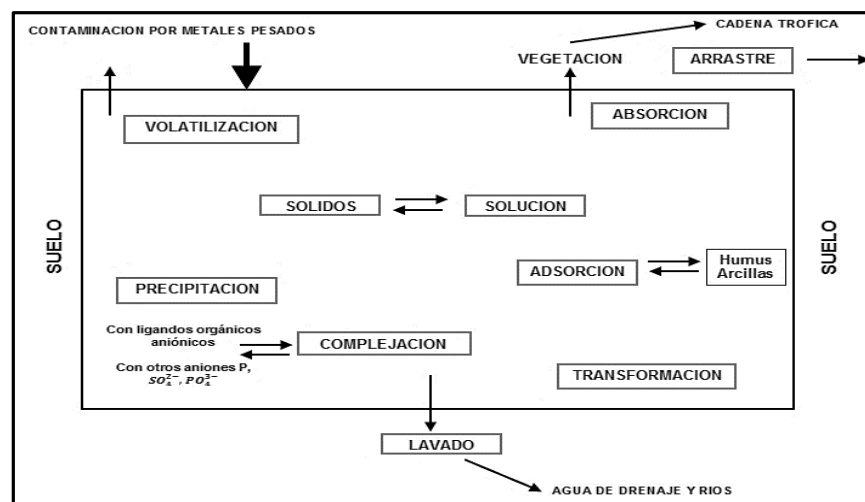 CONTAMINACION POR METALES PESADOS
CADENA TROFICA
VEGETACION
ARRASTRE
VOLATILIZACION
ABSORCION
SUELO
SOLIDOS
SOLUCION
SUELO
ADSORCION
Humus
Arcillas
PRECIPITACION
Con ligandos orgánicos
aniónicos
COMPLEJACION
Con otros aniones P,
SO₄²⁻, PO₄³⁻
TRANSFORMACION
LAVADO
AGUA DE DRENAJE Y RIOS